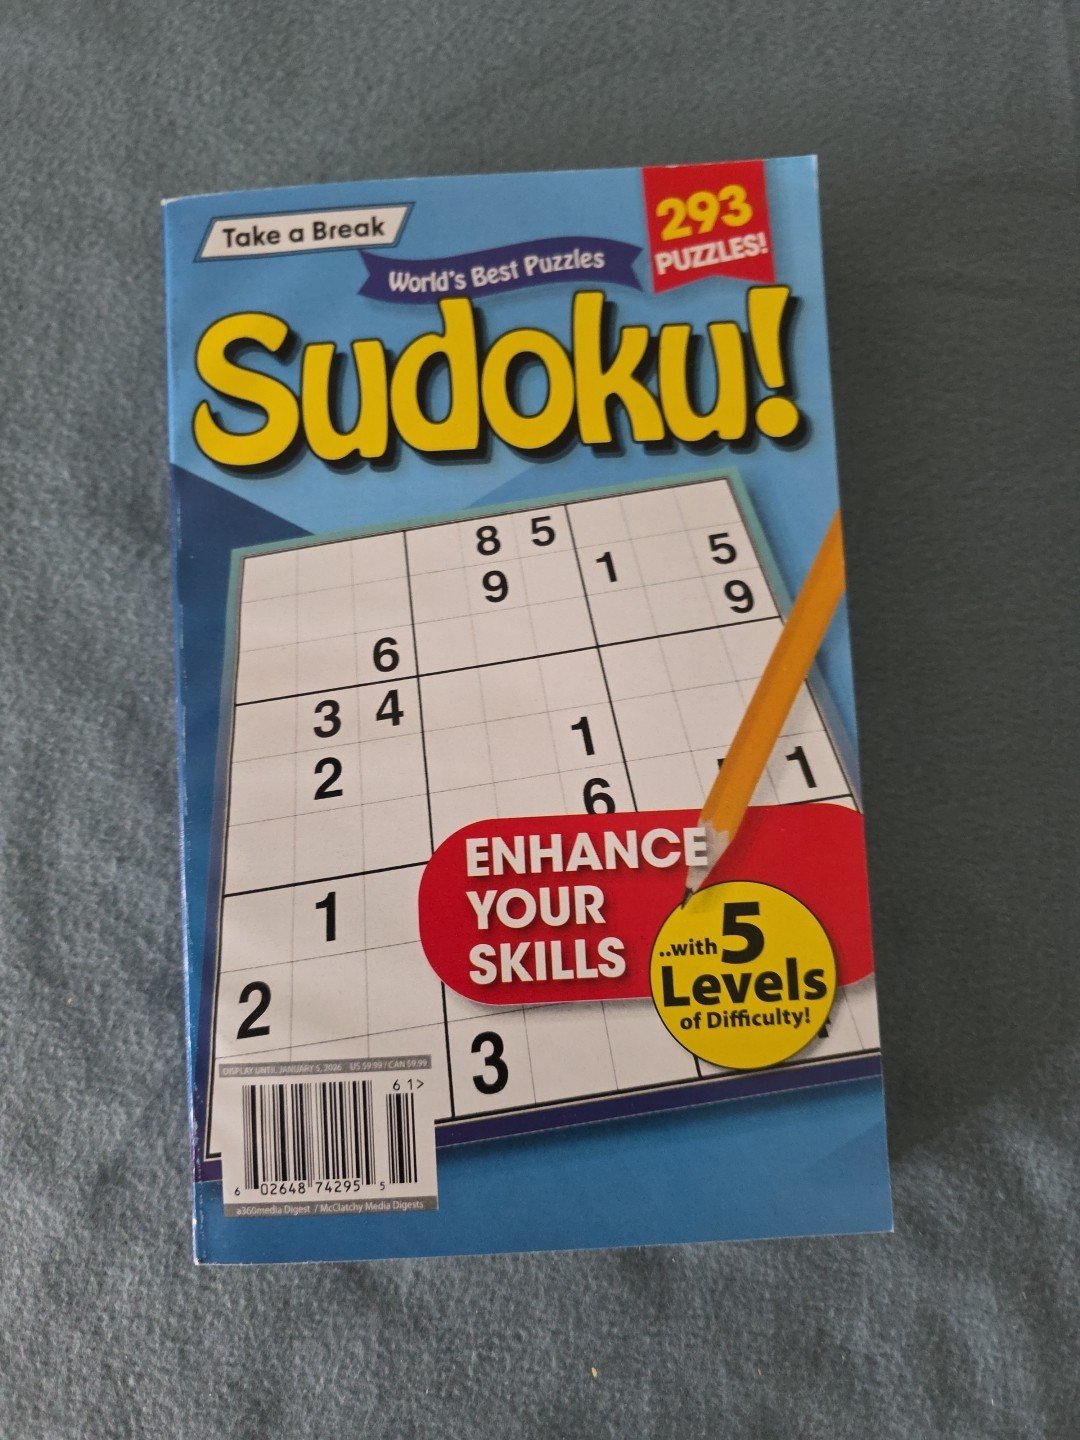 Take a Break
World's Best Puzzles
293
PUZZLES!
Sudoku!
8 5
9 1 5
6 9
3 4
2 1
6 1
ENHANCE
YOUR
SKILLS
1
..with 5
Levels
of Difficulty!
2
3
DISPLAY UNTIL JANUARY 5, 2026 US $9.99 / CAN $9.99
61>
6 02648 74295 5
a360media Digest / McClatchy Media Digests